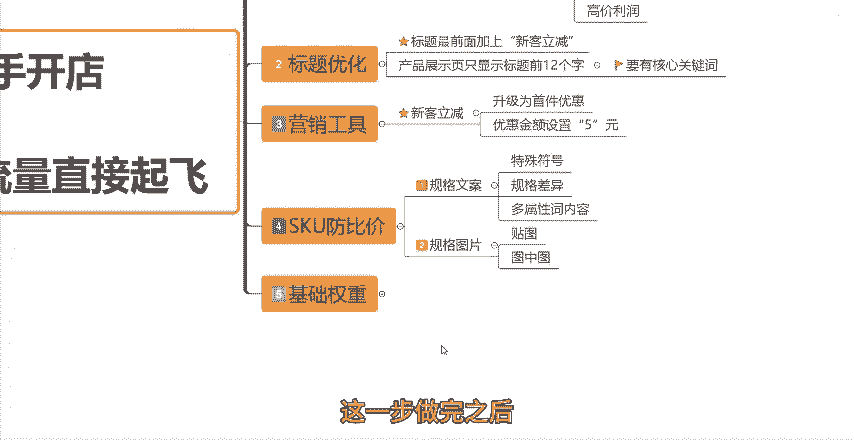 高价利润
手开店
流量直接起飞
2 标题优化
标题最前面加上“新客立减”
产品展示页只显示标题前12个字
要有核心关键词
3 营销工具
新客立减
升级为首件优惠
优惠金额设置“5”元
4 SKU防比价
1 规格文案
特殊符号
规格差异
多属性词内容
2 规格图片
贴图
图中图
5 基础权重
这一步做完之后